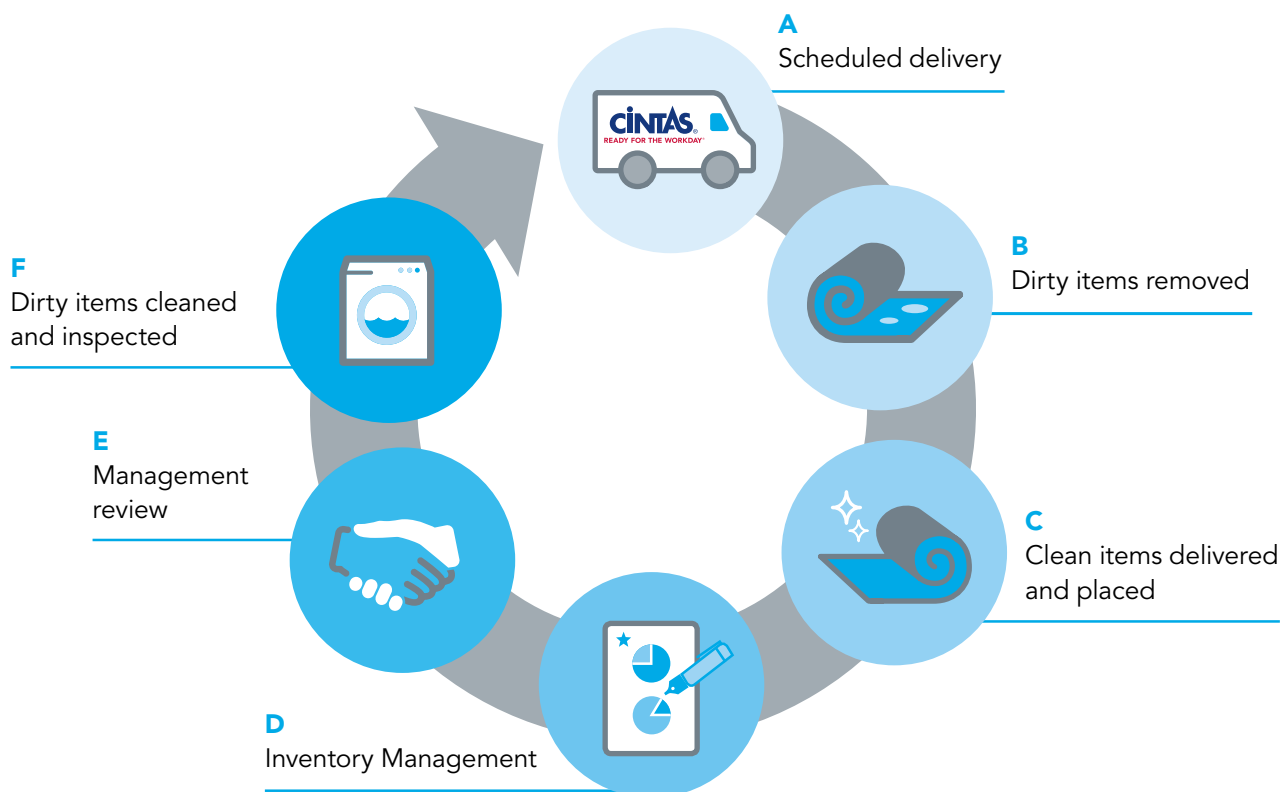 A
Scheduled delivery
CINTAS®
READY FOR THE WORKDAY®
B
Dirty items removed
F
Dirty items cleaned
and inspected
E
Management
review
C
Clean items delivered
and placed
D
Inventory Management